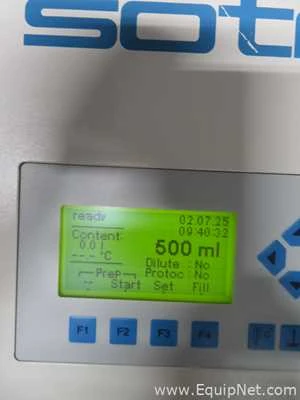 sot
ready 02.07.25
09:40:32
Content:
0.0 l 500 ml
--.- °C
Dilute : No
Prep Protoc : No
Start Set Fill
F1 F2 F3 F4
www.EquipNet.com